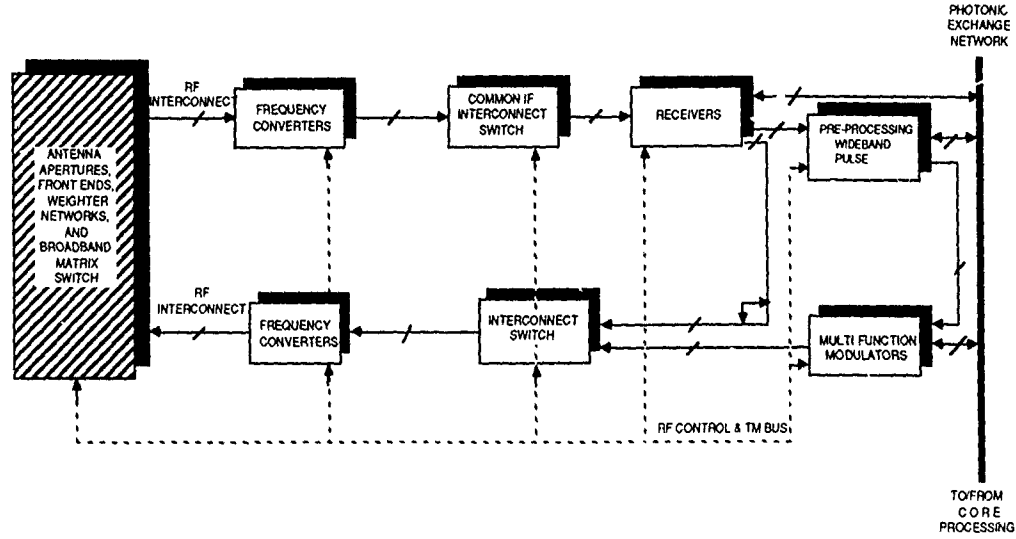 PHOTONIC
EXCHANGE
NETWORK
RF
INTERCONNECT
FREQUENCY
CONVERTERS
COMMON IF
INTERCONNECT
SWITCH
RECEIVERS
PRE-PROCESSING
WIDEBAND
PULSE
ANTENNA
APERTURES,
FRONT ENDS,
WEIGHTER
NETWORKS,
AND
BROADBAND
MATRIX
SWITCH
RF
INTERCONNECT
FREQUENCY
CONVERTERS
INTERCONNECT
SWITCH
MULTI FUNCTION
MODULATORS
RF CONTROL & TM BUS
TO/FROM
CORE
PROCESSING